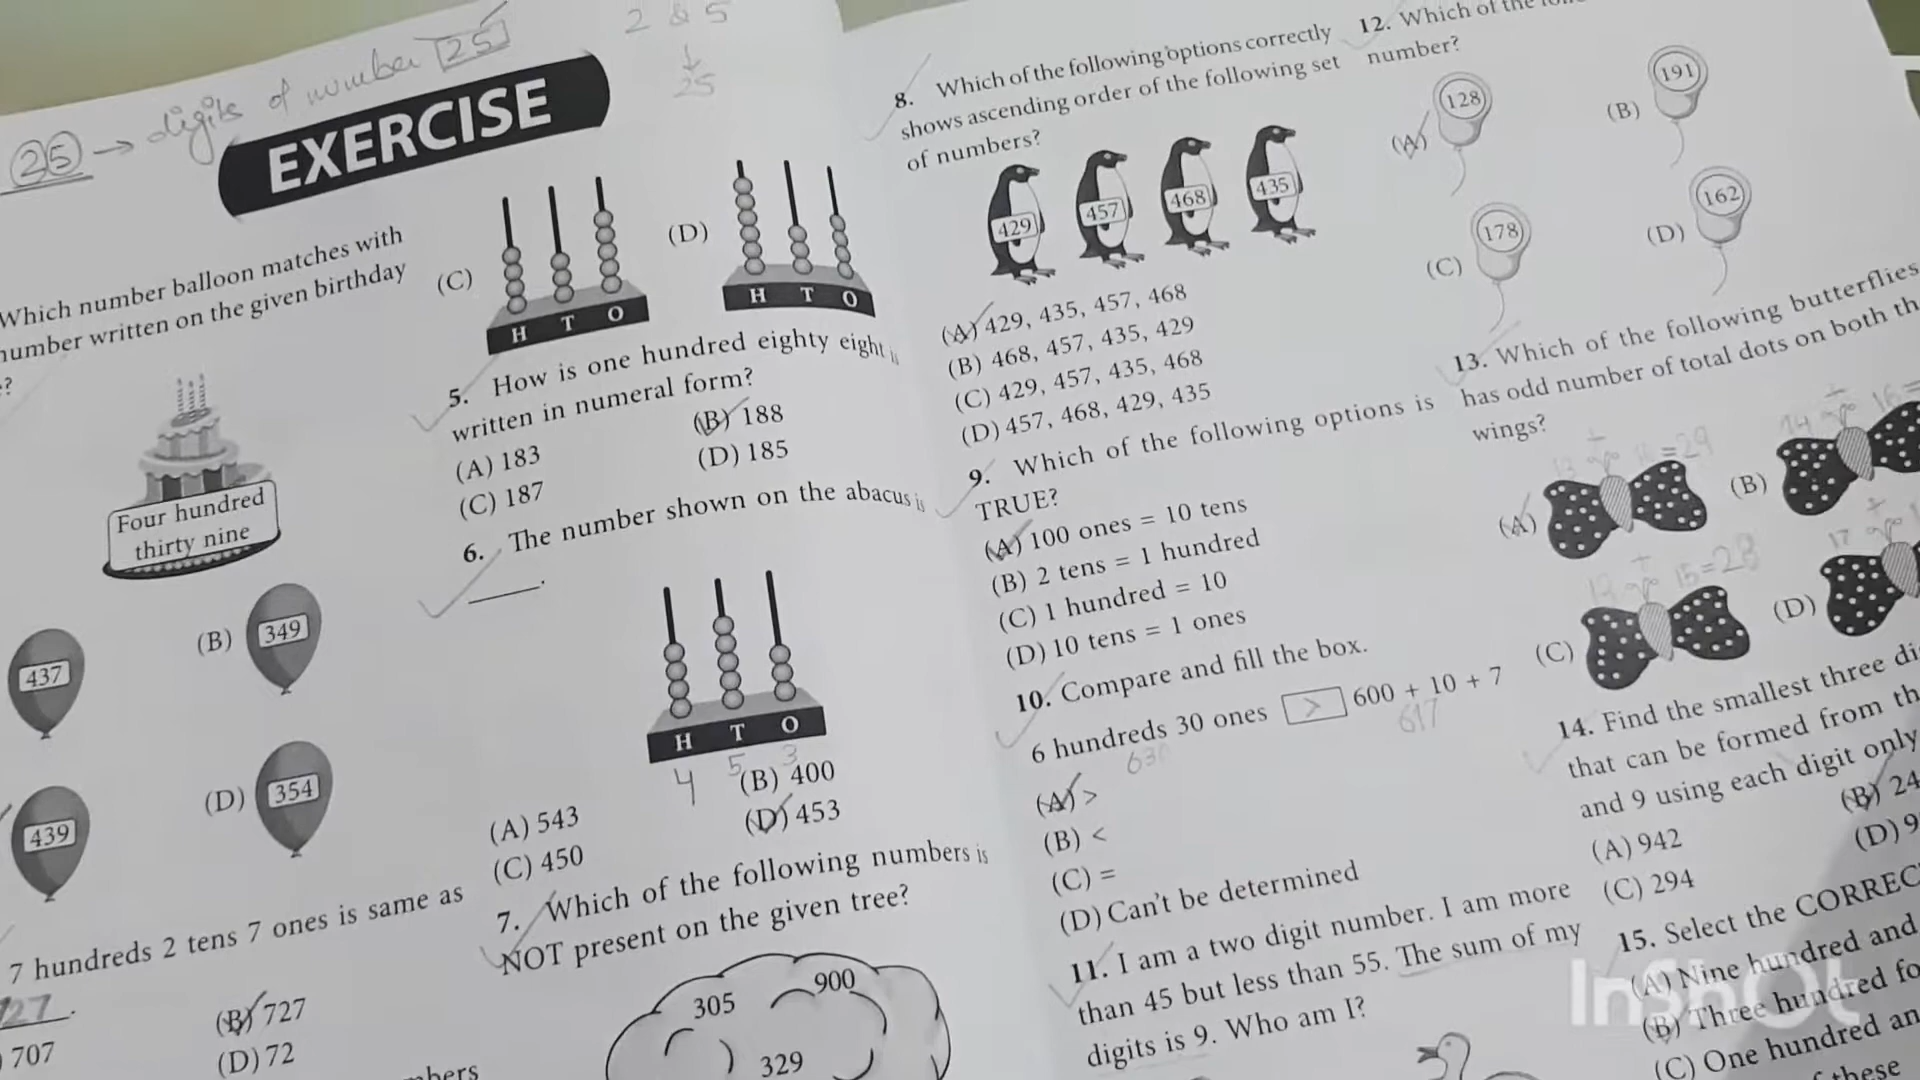 25 → digits of number 25
2 & 5
↓
25
EXERCISE
Which number balloon matches with
number written on the given birthday
?
Four hundred
thirty nine
437
(B) 349
439
(D) 354
7 hundreds 2 tens 7 ones is same as
727.
(B) 727
707
(D) 72
(C)
H T O
(D)
H T O
5. How is one hundred eighty eight
written in numeral form?
(A) 183
(B) 188
(C) 187
(D) 185
6. The number shown on the abacus is
_____.
H T O
4 5 3
(A) 543
(B) 400
(C) 450
(D) 453
7. Which of the following numbers is
NOT present on the given tree?
305
900
329
8. Which of the following options correctly
shows ascending order of the following set
of numbers?
429
457
468
435
(A) 429, 435, 457, 468
(B) 468, 457, 435, 429
(C) 429, 457, 435, 468
(D) 457, 468, 429, 435
9. Which of the following options is
TRUE?
(A) 100 ones = 10 tens
(B) 2 tens = 1 hundred
(C) 1 hundred = 10
(D) 10 tens = 1 ones
10. Compare and fill the box.
6 hundreds 30 ones > 600 + 10 + 7
630
617
(A) >
(B) <
(C) =
(D) Can't be determined
11. I am a two digit number. I am more
than 45 but less than 55. The sum of my
digits is 9. Who am I?
12. Which of the
number?
(A) 128
(B) 191
(C) 178
(D) 162
13. Which of the following butterflies
has odd number of total dots on both
wings?
(A)
= 29
(B)
14 + 16 =
(C)
15 = 28
(D)
17 +
14. Find the smallest three
that can be formed from
and 9 using each digit only
(A) 942
(B) 24
(C) 294
(D) 9
15. Select the
(A) Nine hundred and
(B) Three hundred
(C) One hundred
these
InShOt